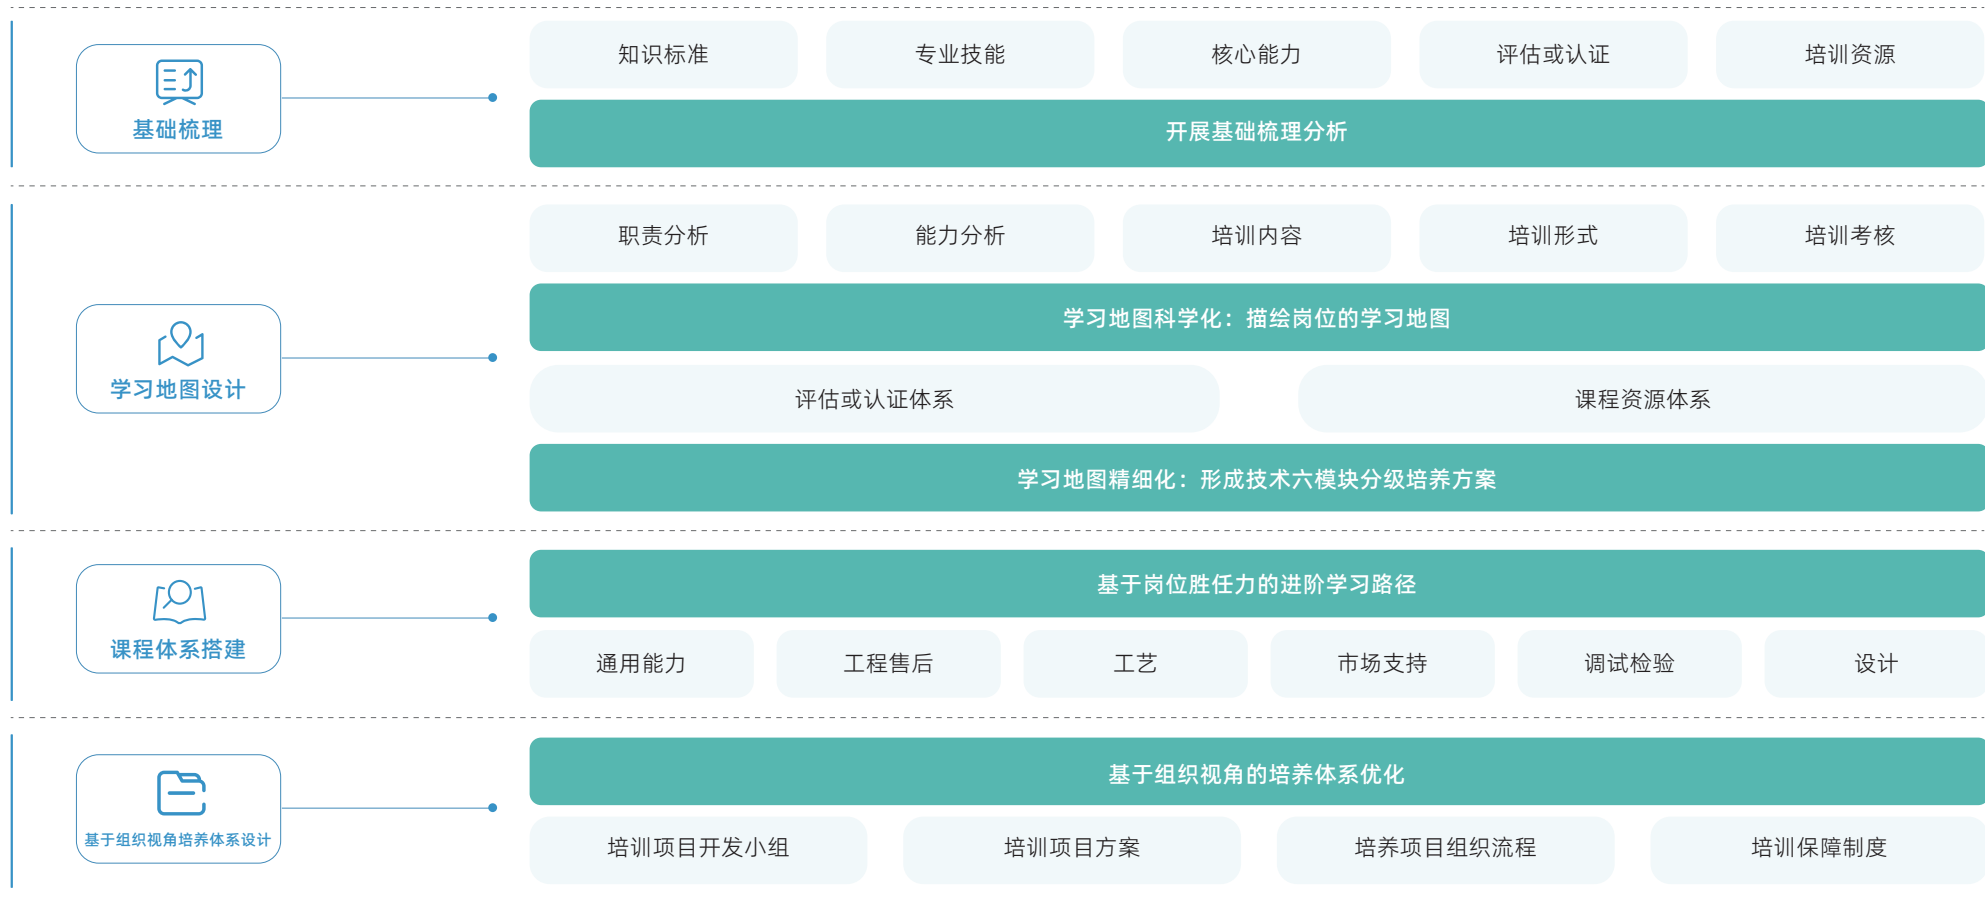 基础梳理
知识标准
专业技能
核心能力
评估或认证
培训资源
开展基础梳理分析
学习地图设计
职责分析
能力分析
培训内容
培训形式
培训考核
学习地图科学化：描绘岗位的学习地图
评估或认证体系
课程资源体系
学习地图精细化：形成技术六模块分级培养方案
课程体系搭建
基于岗位胜任力的进阶学习路径
通用能力
工程售后
工艺
市场支持
调试检验
设计
基于组织视角培养体系设计
基于组织视角的培养体系优化
培训项目开发小组
培训项目方案
培养项目组织流程
培训保障制度